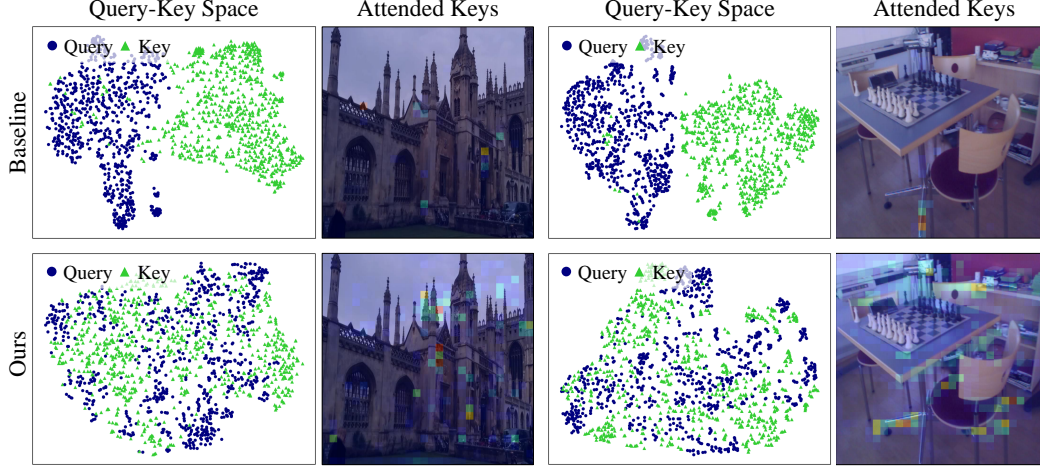 Query-Key Space Attended Keys Query-Key Space Attended Keys
Baseline
Query Key Query Key
Ours
Query Key Query Key